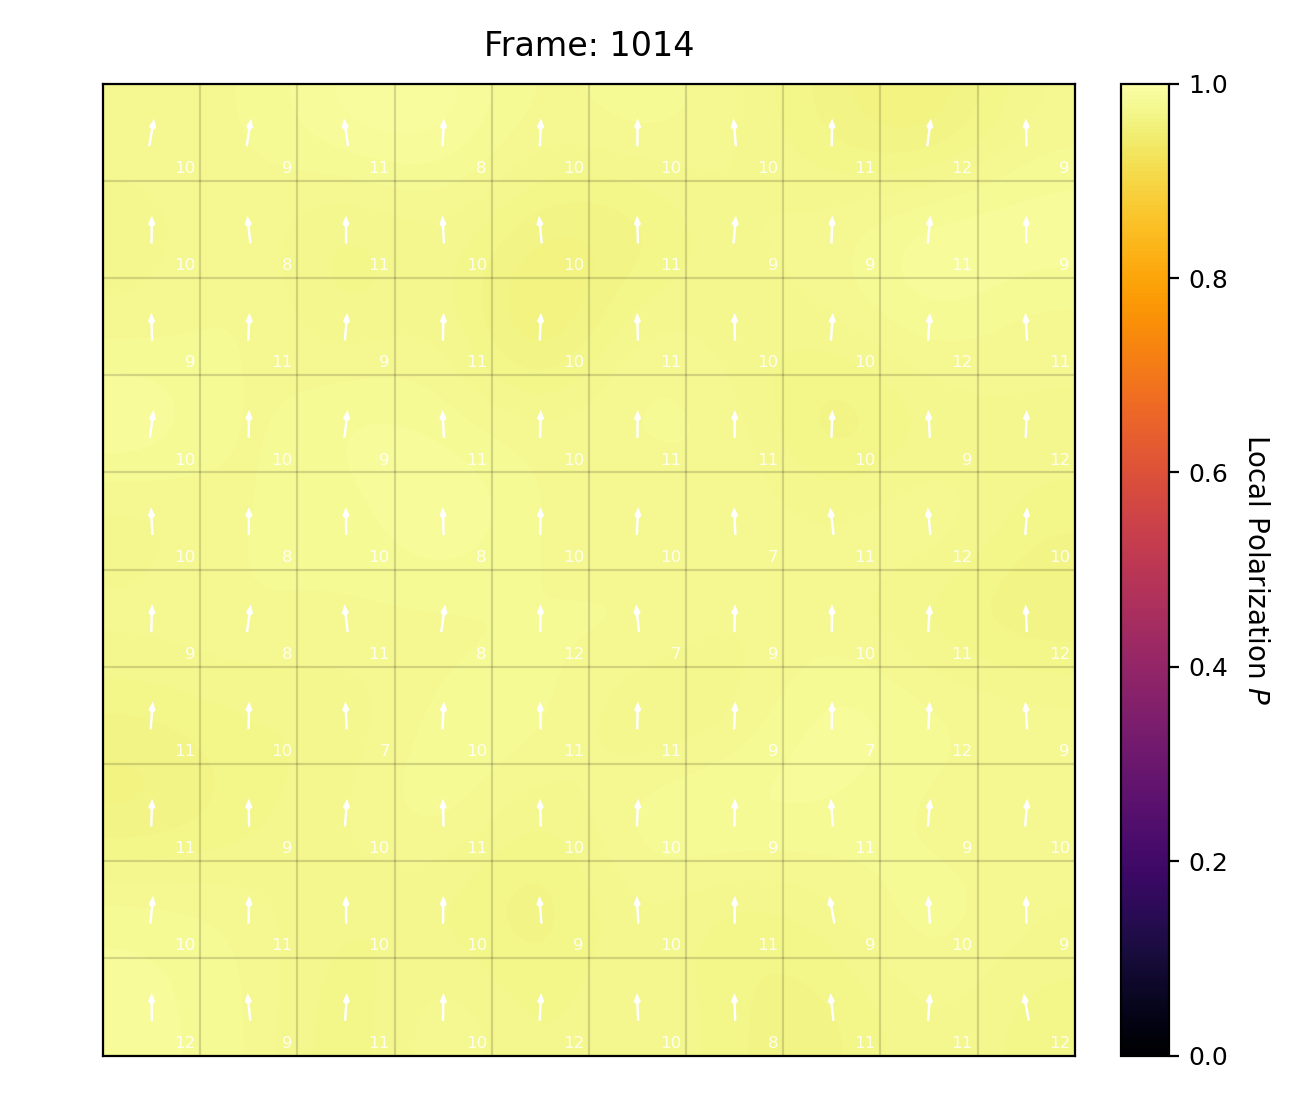 Frame: 1014
10 9 11 8 10 10 10 11 12 9
10 8 11 10 10 11 9 9 11 9
9 11 9 11 10 11 10 10 12 11
10 10 9 11 10 11 11 10 9 12
10 8 10 8 10 10 7 11 12 10
9 8 11 8 12 7 9 10 11 12
11 10 7 10 11 11 9 7 12 9
11 9 10 11 10 10 9 11 9 10
10 11 10 10 9 10 11 9 10 9
12 9 11 10 12 10 8 11 11 12
1.0
0.8
0.6
0.4
0.2
0.0
Local Polarization P